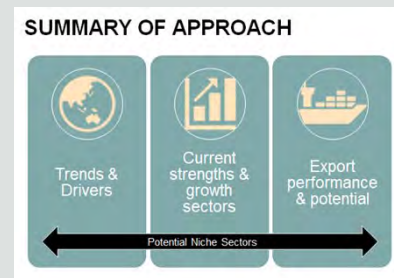 SUMMARY OF APPROACH
Trends &
Drivers
Current
strengths &
growth
sectors
Export
performance
& potential
Potential Niche Sectors